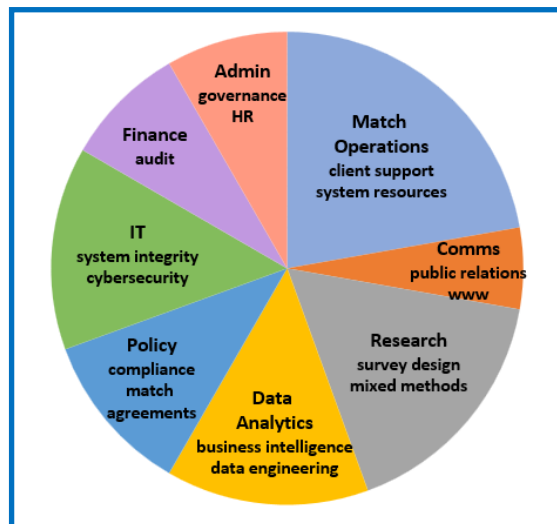 Admin
governance
HR
Match
Operations
client support
system resources
Finance
audit
IT
system integrity
cybersecurity
Comms
public relations
www
Research
survey design
mixed methods
Policy
compliance
match
agreements
Data
Analytics
business intelligence
data engineering